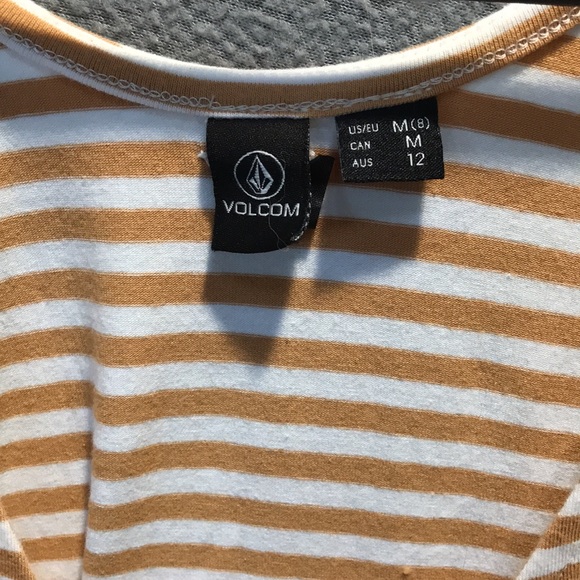 VOLCOM
US/EU M(8)
CAN M
AUS 12